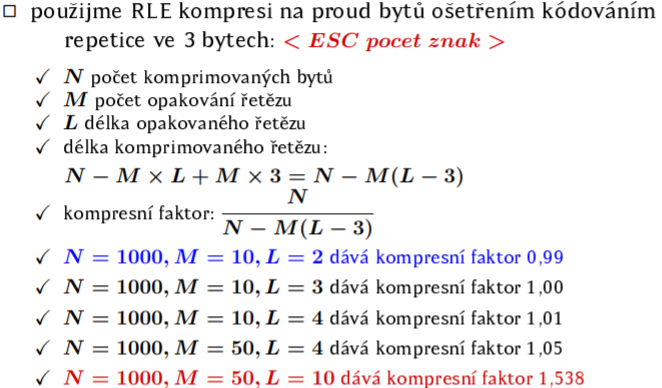 □ použijme RLE kompresi na proud bytů ošetřením kódováním
repetice ve 3 bytech: < ESC pocet znak >
✓ N počet komprimovaných bytů
✓ M počet opakování řetězu
✓ L délka opakovaného řetězu
✓ délka komprimovaného řetězu:
N − M × L + M × 3 = N − M(L − 3)
✓ kompresní faktor: N / N − M(L − 3)
✓ N = 1000, M = 10, L = 2 dává kompresní faktor 0,99
✓ N = 1000, M = 10, L = 3 dává kompresní faktor 1,00
✓ N = 1000, M = 10, L = 4 dává kompresní faktor 1,01
✓ N = 1000, M = 50, L = 4 dává kompresní faktor 1,05
✓ N = 1000, M = 50, L = 10 dává kompresní faktor 1,538